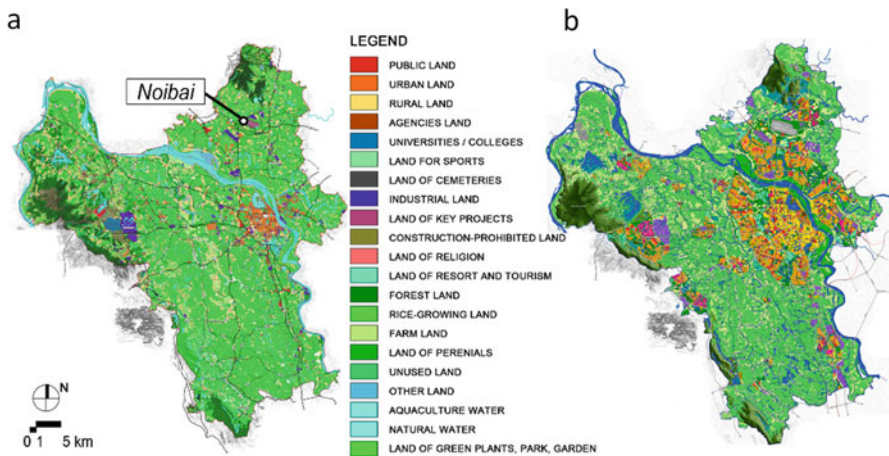 a
b
Noibai
LEGEND
PUBLIC LAND
URBAN LAND
RURAL LAND
AGENCIES LAND
UNIVERSITIES / COLLEGES
LAND FOR SPORTS
LAND OF CEMETERIES
INDUSTRIAL LAND
LAND OF KEY PROJECTS
CONSTRUCTION-PROHIBITED LAND
LAND OF RELIGION
LAND OF RESORT AND TOURISM
FOREST LAND
RICE-GROWING LAND
FARM LAND
LAND OF PERENIALS
UNUSED LAND
OTHER LAND
AQUACULTURE WATER
NATURAL WATER
LAND OF GREEN PLANTS, PARK, GARDEN
N
0 1 5 km